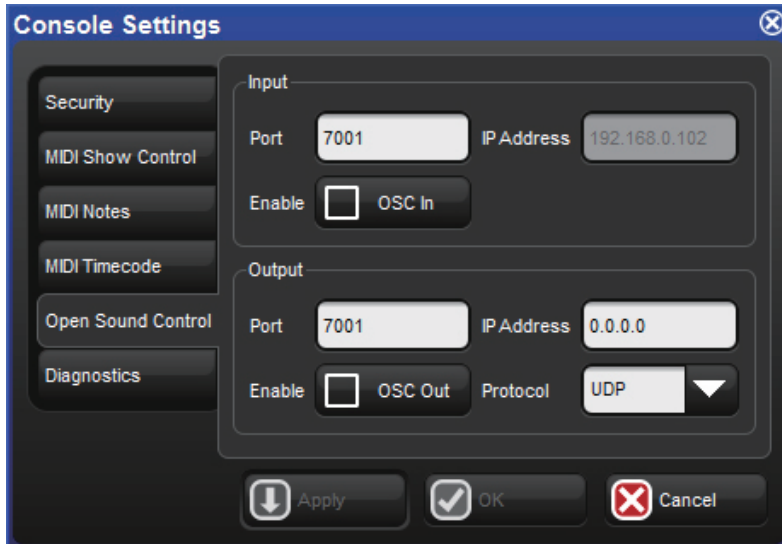 Console Settings
Security
MIDI Show Control
MIDI Notes
MIDI Timecode
Open Sound Control
Diagnostics
Input
Port 7001 IP Address 192.168.0.102
Enable OSC In
Output
Port 7001 IP Address 0.0.0.0
Enable OSC Out Protocol UDP
Apply OK Cancel